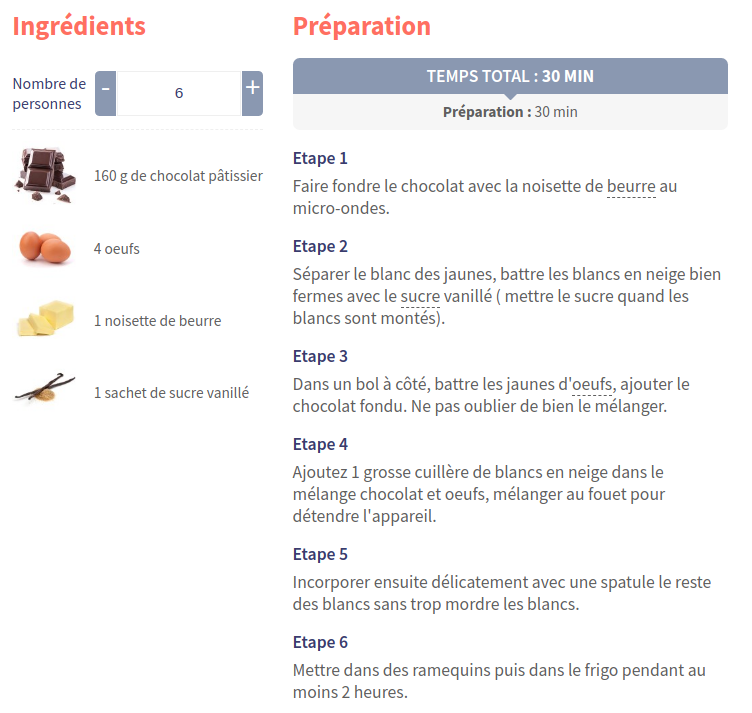 Ingrédients
Nombre de
personnes
-
6
+
160 g de chocolat pâtissier
4 oeufs
1 noisette de beurre
1 sachet de sucre vanillé
Préparation
TEMPS TOTAL : 30 MIN
Préparation : 30 min
Etape 1
Faire fondre le chocolat avec la noisette de beurre au
micro-ondes.
Etape 2
Séparer le blanc des jaunes, battre les blancs en neige bien
fermes avec le sucre vanillé ( mettre le sucre quand les
blancs sont montés).
Etape 3
Dans un bol à côté, battre les jaunes d'oeufs, ajouter le
chocolat fondu. Ne pas oublier de bien le mélanger.
Etape 4
Ajoutez 1 grosse cuillère de blancs en neige dans le
mélange chocolat et oeufs, mélanger au fouet pour
détendre l'appareil.
Etape 5
Incorporer ensuite délicatement avec une spatule le reste
des blancs sans trop mordre les blancs.
Etape 6
Mettre dans des ramequins puis dans le frigo pendant au
moins 2 heures.